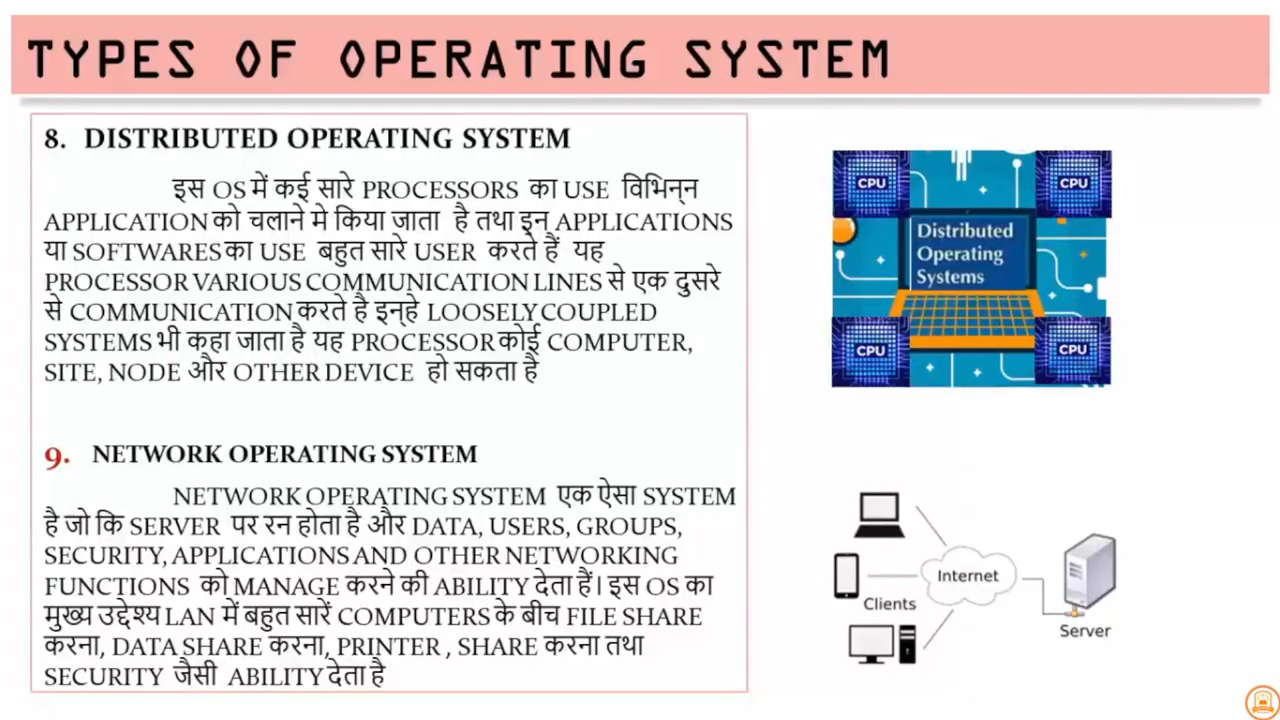 TYPES OF OPERATING SYSTEM
8. DISTRIBUTED OPERATING SYSTEM
इस OS में कई सारे PROCESSORS का USE विभिन्न
APPLICATION को चलाने मे किया जाता है तथा इन APPLICATIONS
या SOFTWARES का USE बहुत सारे USER करते हैं यह
PROCESSOR VARIOUS COMMUNICATION LINES से एक दुसरे
से COMMUNICATION करते है इन्हे LOOSELY COUPLED
SYSTEMS भी कहा जाता है यह PROCESSOR कोई COMPUTER,
SITE, NODE और OTHER DEVICE हो सकता है
9. NETWORK OPERATING SYSTEM
NETWORK OPERATING SYSTEM एक ऐसा SYSTEM
है जो कि SERVER पर रन होता है और DATA, USERS, GROUPS,
SECURITY, APPLICATIONS AND OTHER NETWORKING
FUNCTIONS को MANAGE करने की ABILITY देता हैं। इस OS का
मुख्य उद्देश्य LAN में बहुत सारें COMPUTERS के बीच FILE SHARE
करना, DATA SHARE करना, PRINTER , SHARE करना तथा
SECURITY जैसी ABILITY देता है
CPU
CPU
Distributed
Operating
Systems
CPU
CPU
Internet
Clients
Server